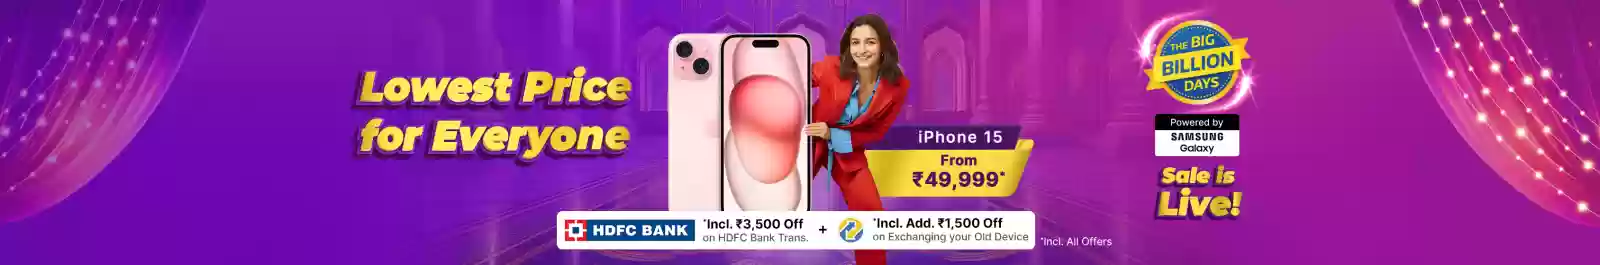 Lowest Price
for Everyone
iPhone 15
From
₹49,999*
HDFC BANK
*Incl. ₹3,500 Off
on HDFC Bank Trans.
+
*Incl. Add. ₹1,500 Off
on Exchanging your Old Device
*Incl. All Offers
THE BIG
BILLION
DAYS
Powered by
SAMSUNG
Galaxy
Sale is
Live!